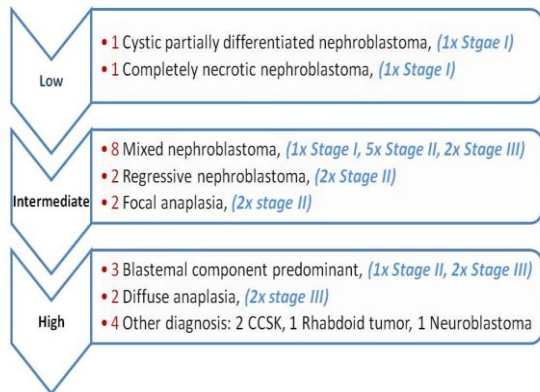 Low
• 1 Cystic partially differentiated nephroblastoma, (1x Stgae I)
• 1 Completely necrotic nephroblastoma, (1x Stage I)
Intermediate
• 8 Mixed nephroblastoma, (1x Stage I, 5x Stage II, 2x Stage III)
• 2 Regressive nephroblastoma, (2x Stage II)
• 2 Focal anaplasia, (2x stage II)
High
• 3 Blastemal component predominant, (1x Stage II, 2x Stage III)
• 2 Diffuse anaplasia, (2x stage III)
• 4 Other diagnosis: 2 CCSK, 1 Rhabdoid tumor, 1 Neuroblastoma